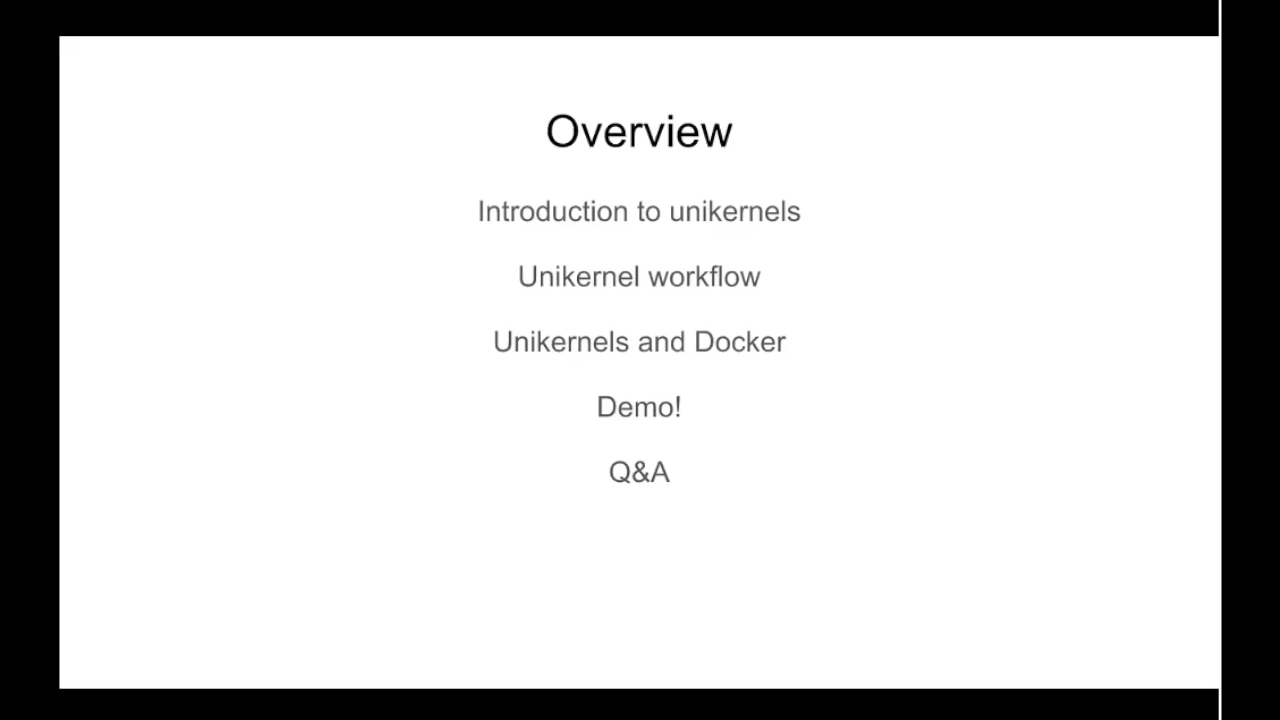 Overview
Introduction to unikernels
Unikernel workflow
Unikernels and Docker
Demo!
Q&A